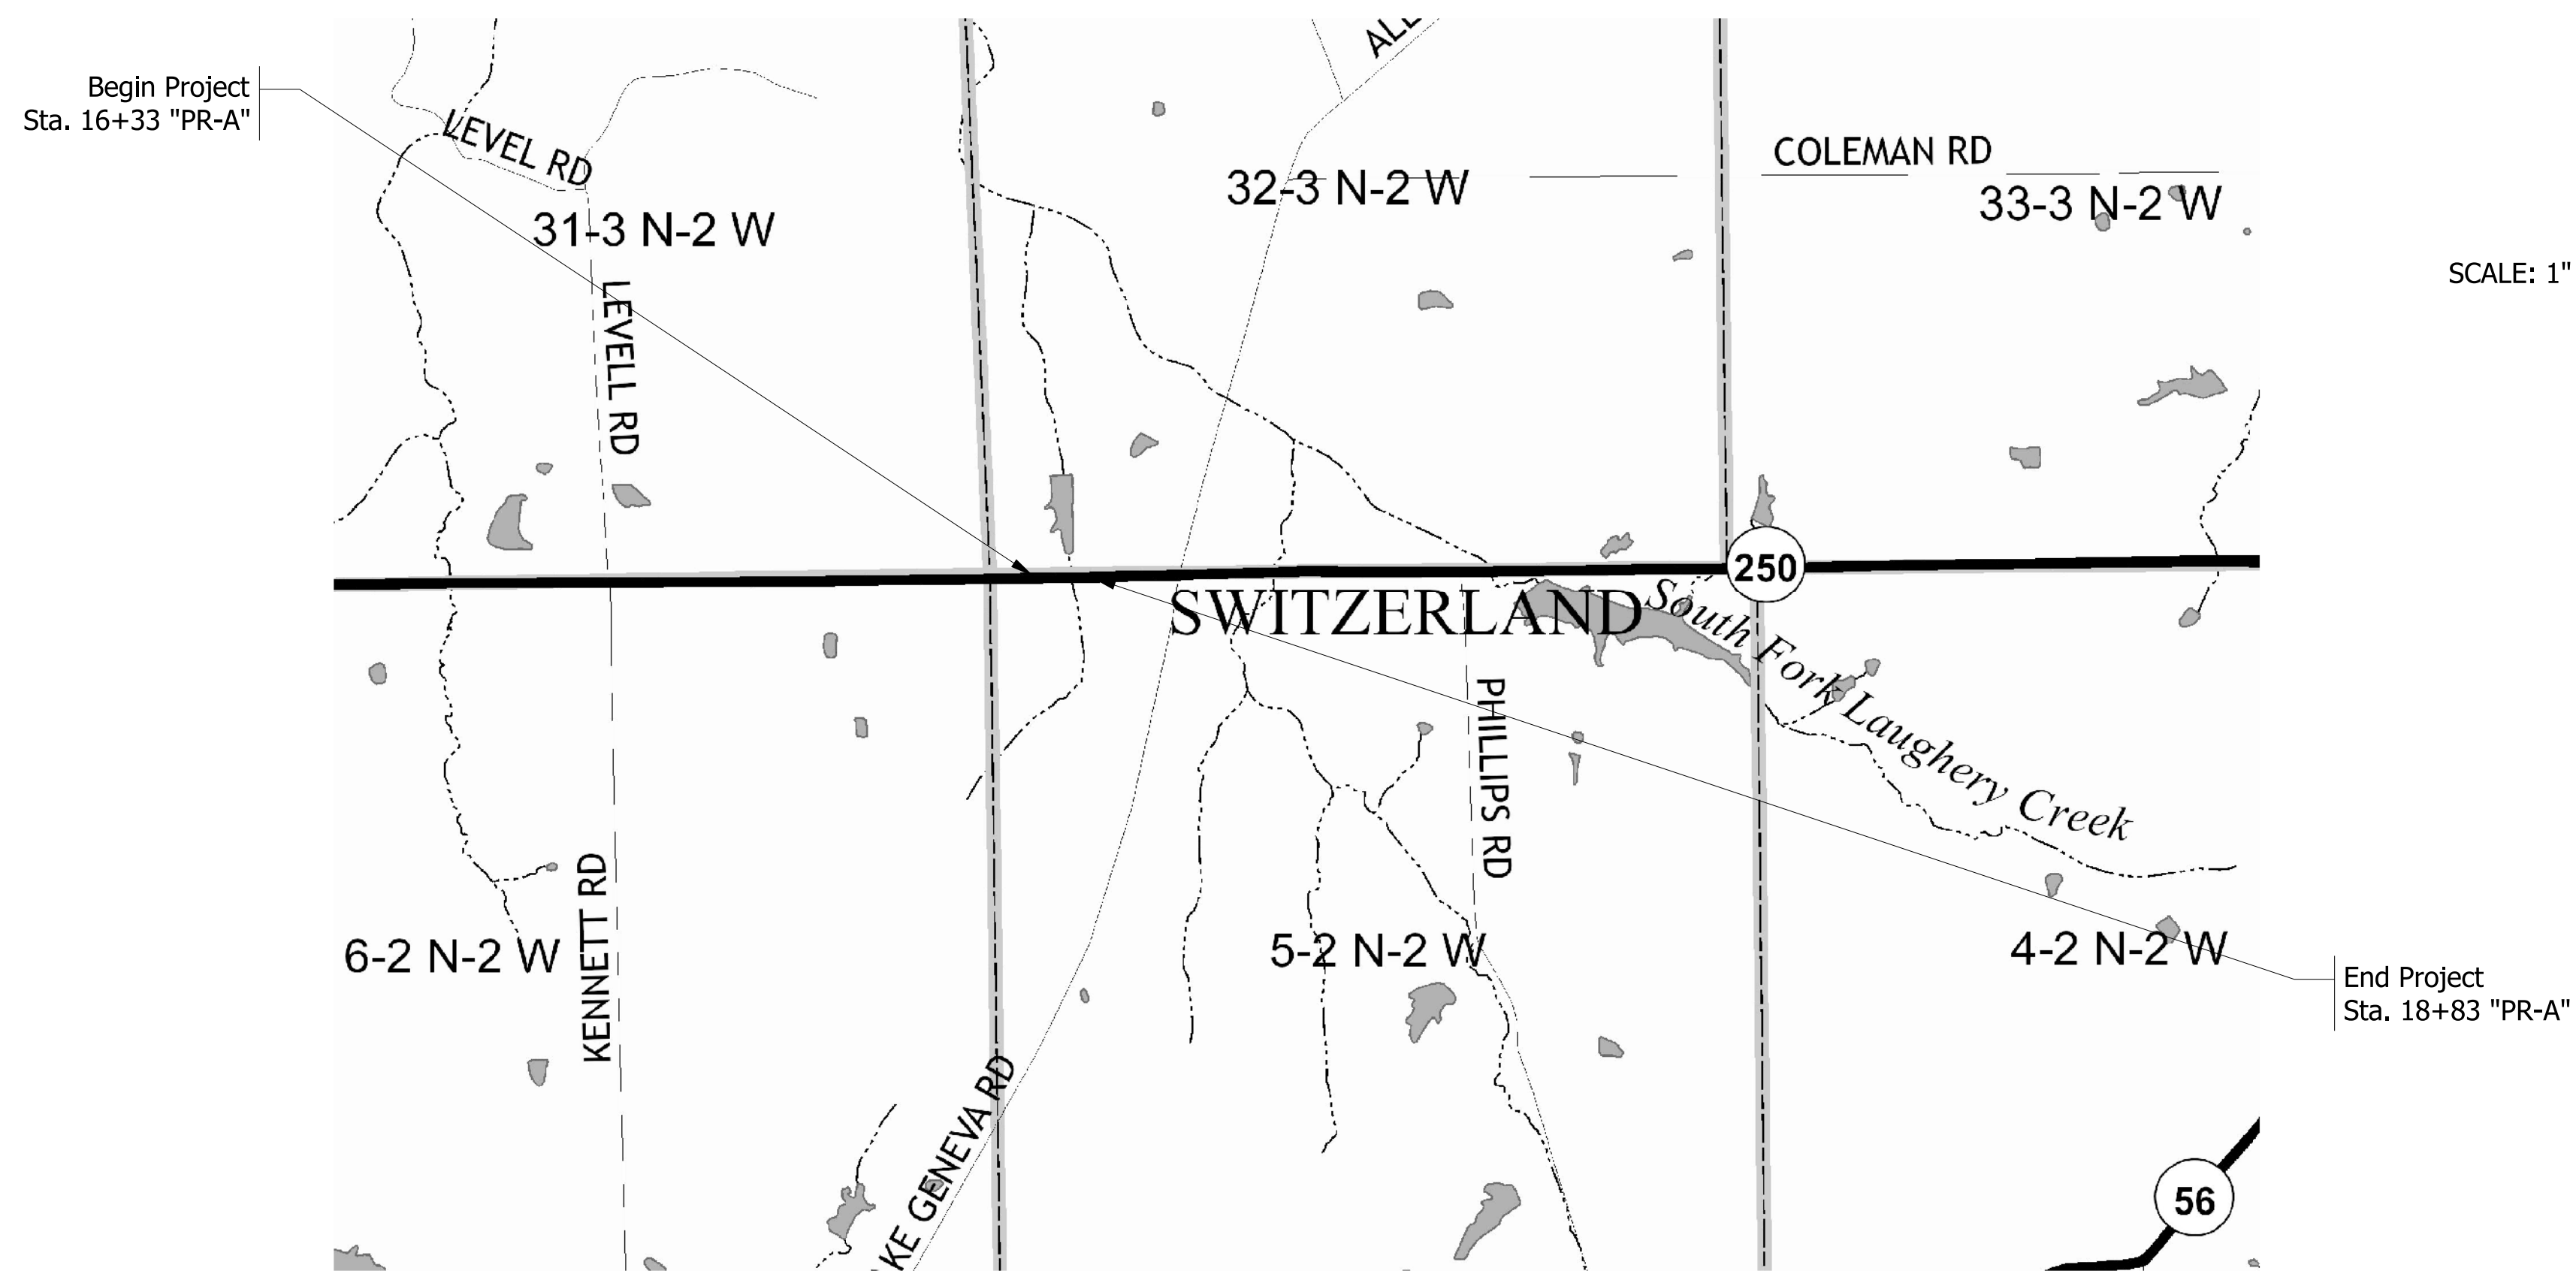 ALL
Begin Project
Sta. 16+33 "PR-A"
LEVEL RD
COLEMAN RD
32-3 N-2 W
33-3 N-2 W
31-3 N-2 W
SCALE: 1"
LEVELL RD
250
SWITZERLAND
South Fork Laughery Creek
PHILLIPS RD
KENNETT RD
6-2 N-2 W
5-2 N-2 W
4-2 N-2 W
End Project
Sta. 18+83 "PR-A"
KE GENEVA RD
56